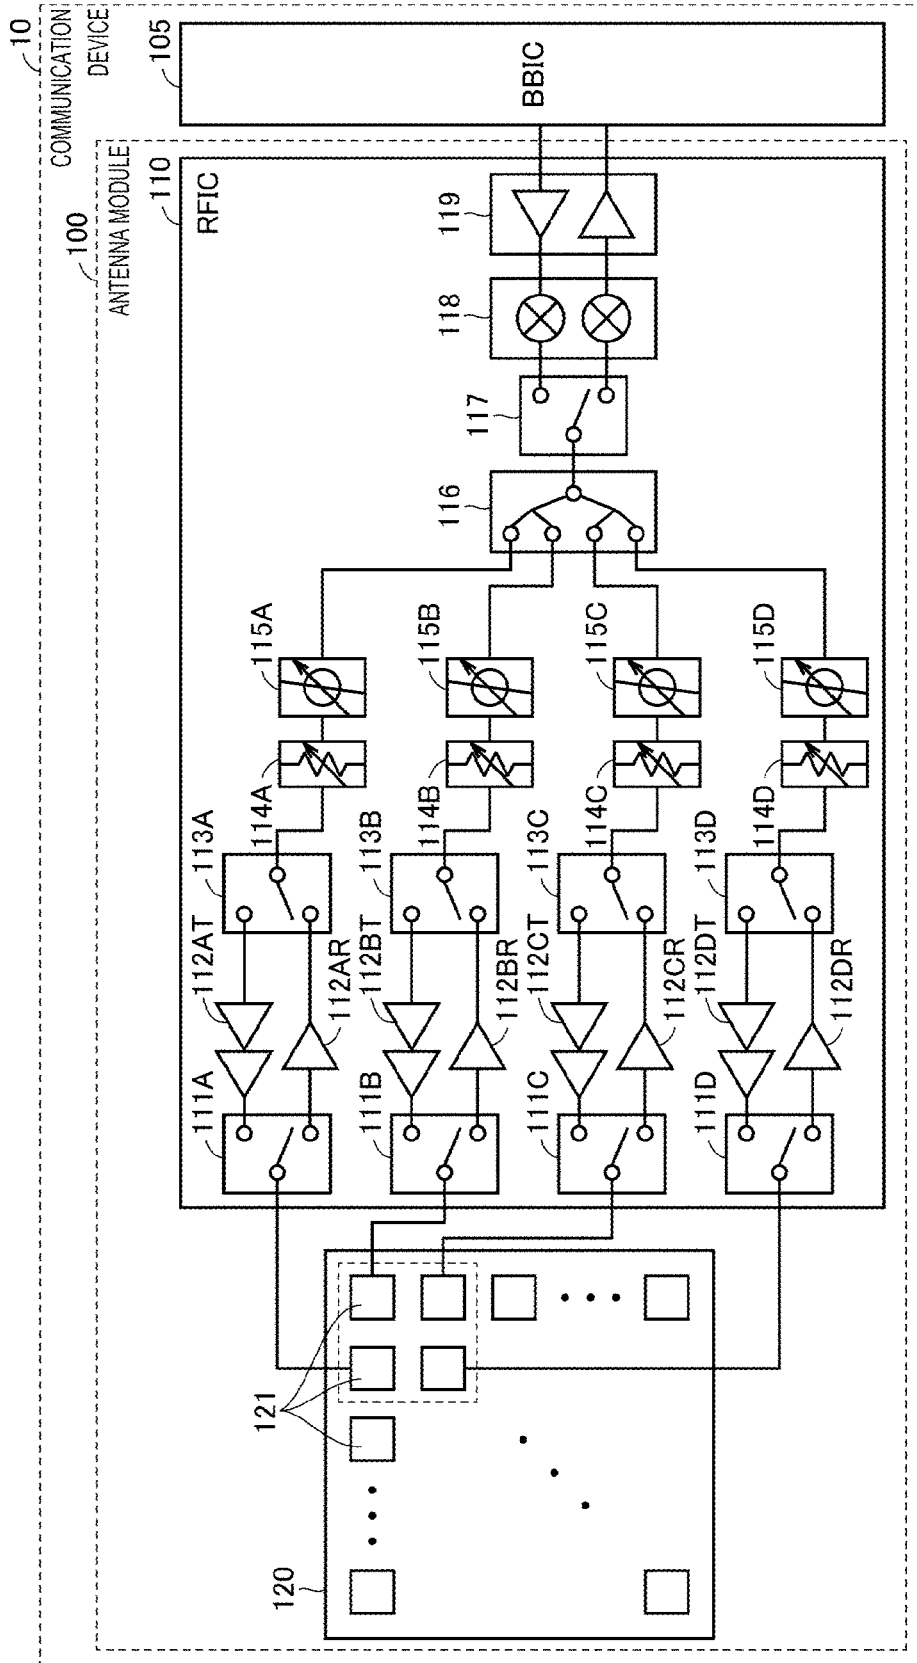 10
COMMUNICATION
DEVICE
105
BBIC
100
ANTENNA MODULE
110
RFIC
119
118
117
116
115A
115B
115C
115D
114A
114B
114C
114D
113A
113B
113C
113D
112AT
112BT
112CT
112DT
112AR
112BR
112CR
112DR
111A
111B
111C
111D
121
120